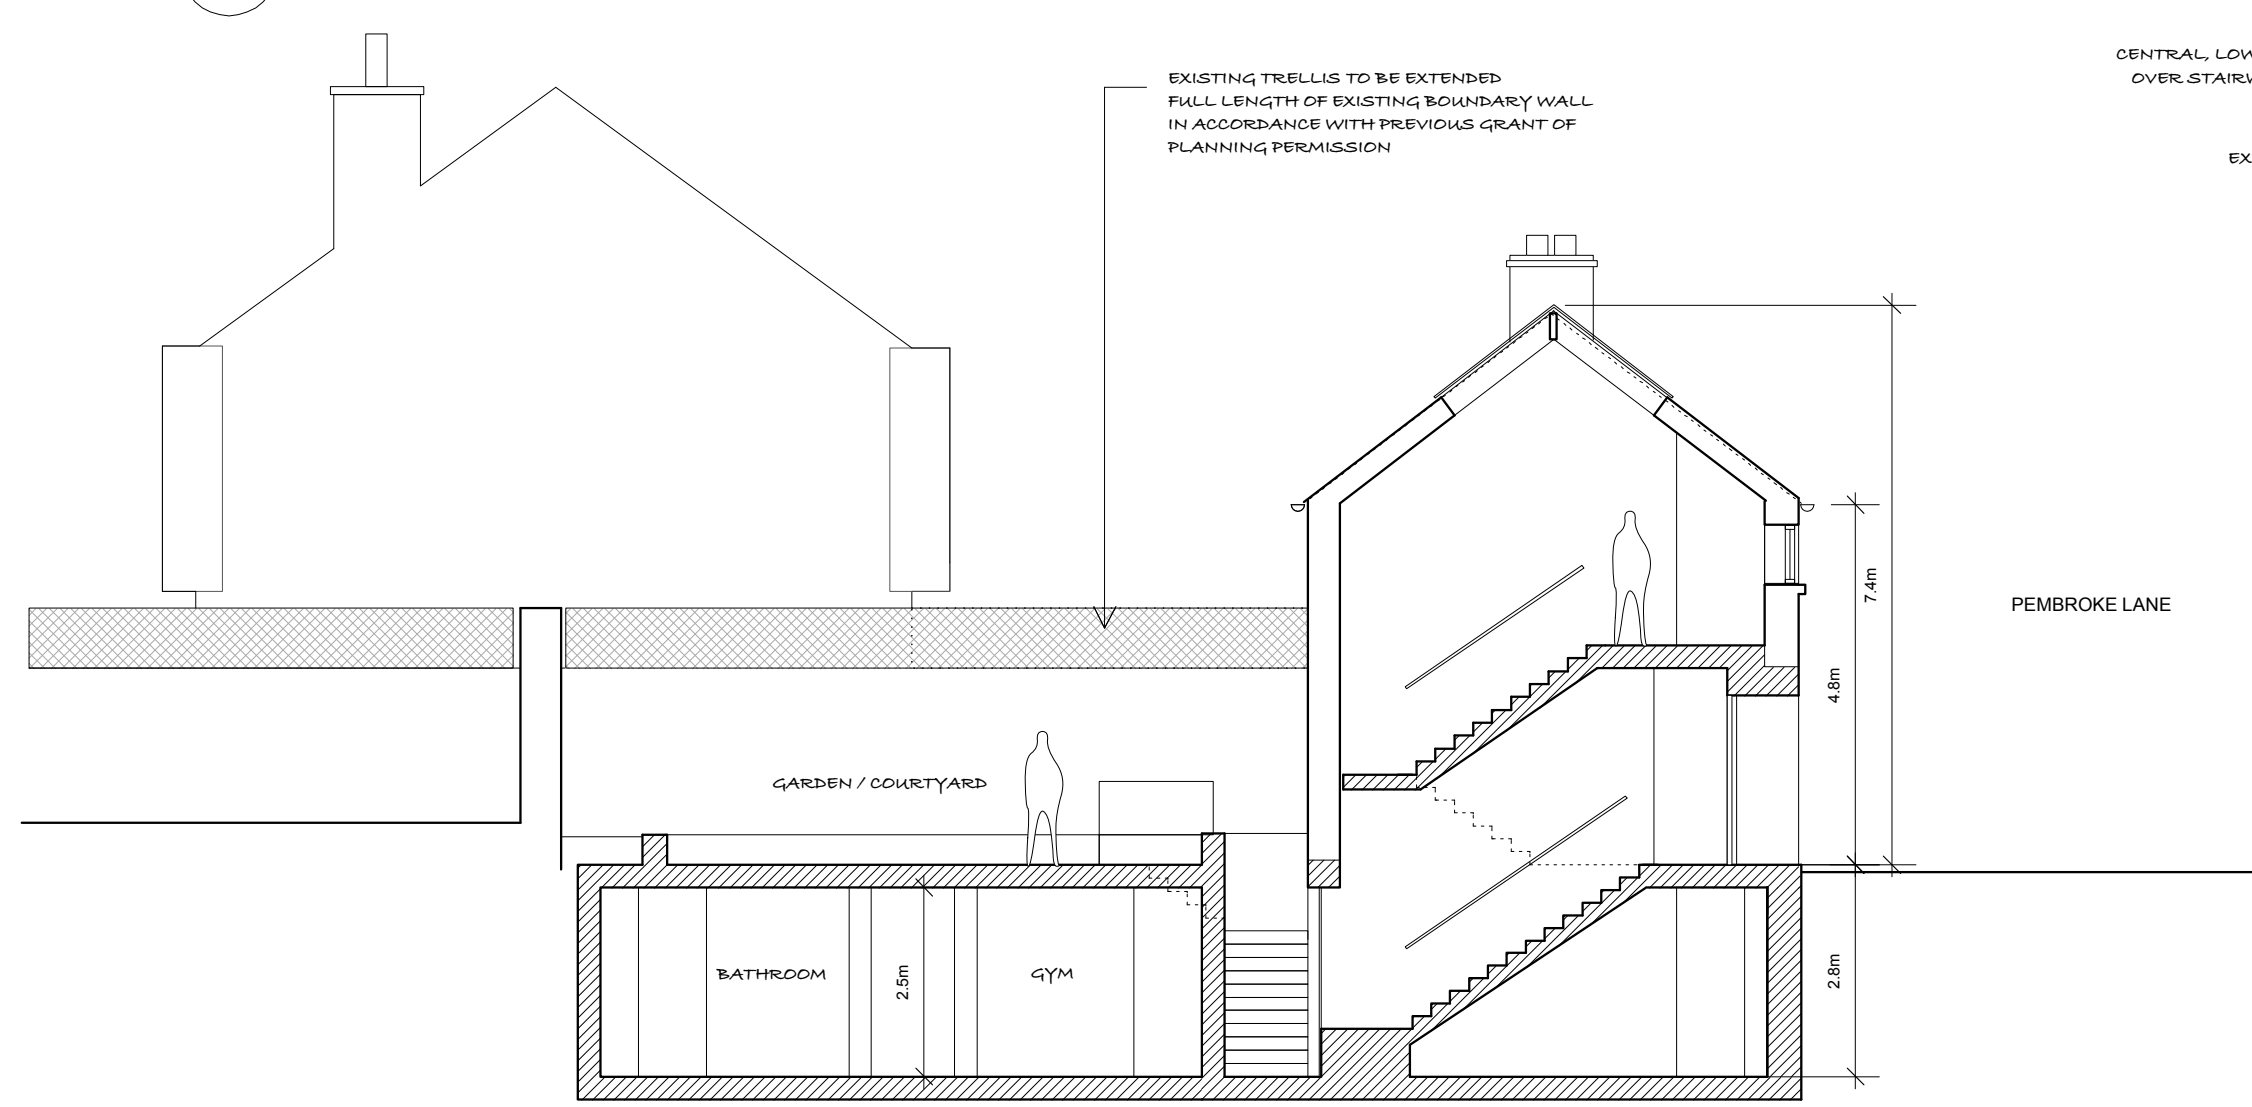 EXISTING TRELLIS TO BE EXTENDED
FULL LENGTH OF EXISTING BOUNDARY WALL
IN ACCORDANCE WITH PREVIOUS GRANT OF
PLANNING PERMISSION
CENTRAL, LOW
OVER STAIRW
EX
7.4m
PEMBROKE LANE
4.8m
GARDEN / COURTYARD
BATHROOM
2.5m
GYM
2.8m